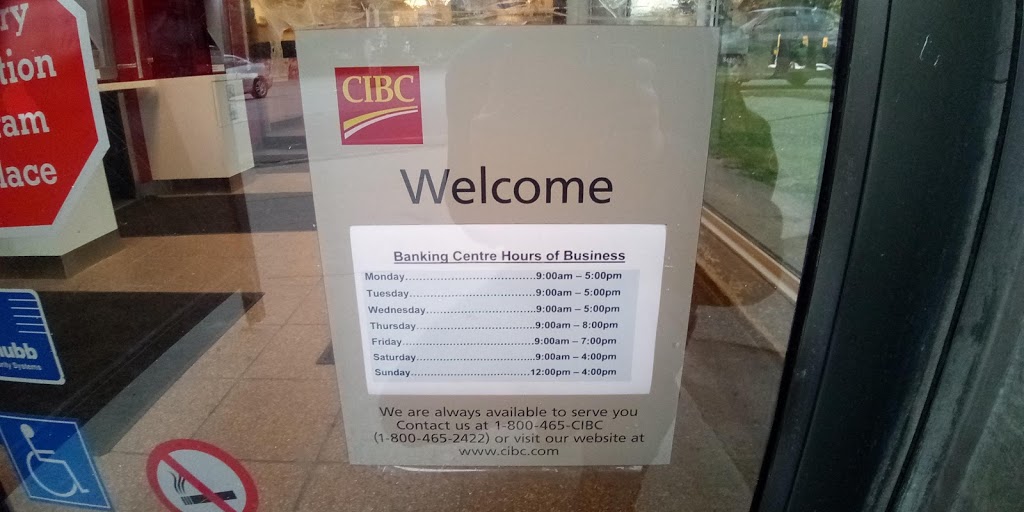 ry
tion
am
lace
CIBC
Welcome
Banking Centre Hours of Business
Monday....................................9:00am – 5:00pm
Tuesday...................................9:00am – 5:00pm
Wednesday..............................9:00am – 5:00pm
Thursday.................................9:00am – 8:00pm
Friday.....................................9:00am – 7:00pm
Saturday.................................9:00am – 4:00pm
Sunday.................................12:00pm – 4:00pm
We are always available to serve you
Contact us at 1-800-465-CIBC
(1-800-465-2422) or visit our website at
www.cibc.com
ubb
rity Systems